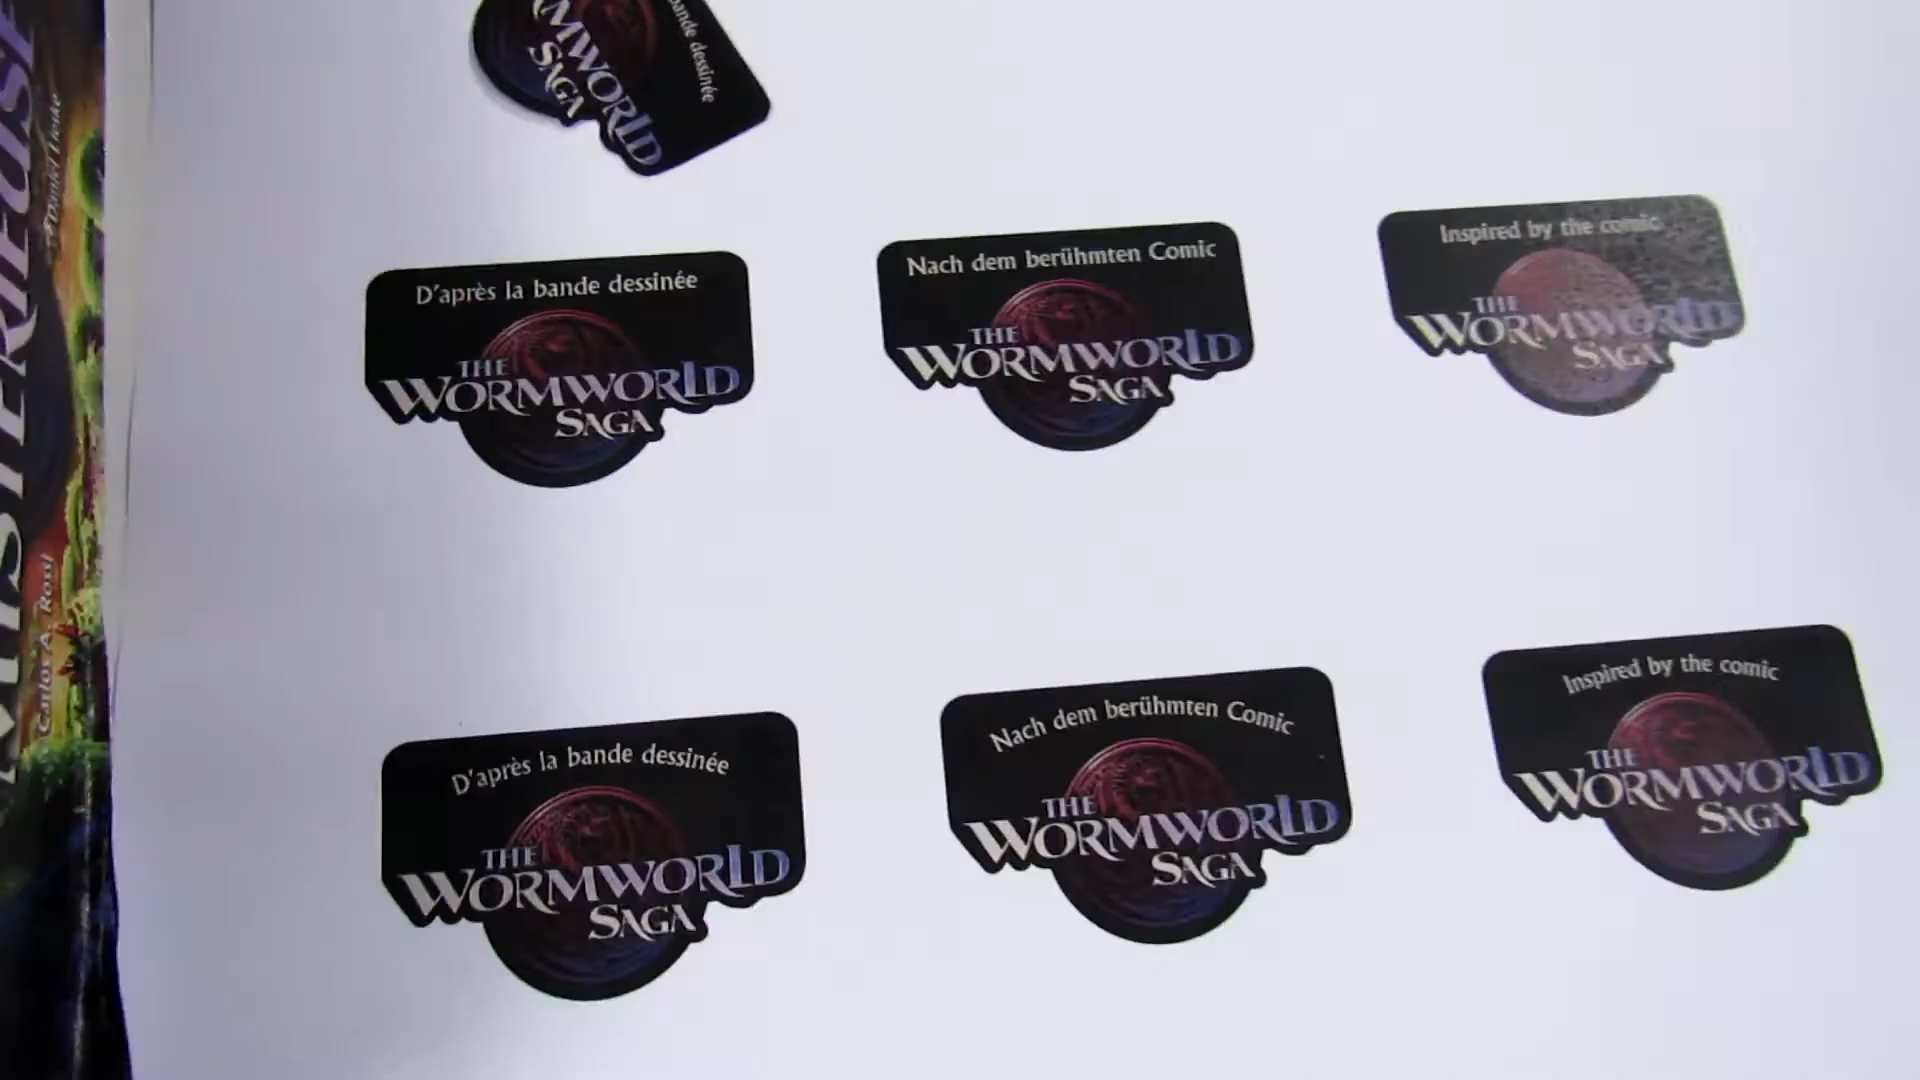 bande dessinée
SAGA
D'après la bande dessinée
THE
WORMWORLD
SAGA
Nach dem berühmten Comic
THE
WORMWORLD
SAGA
Inspired by the comic
THE
WORMWORLD
SAGA
D'après la bande dessinée
THE
WORMWORLD
SAGA
Nach dem berühmten Comic
THE
WORMWORLD
SAGA
Inspired by the comic
THE
WORMWORLD
SAGA
Carlos A. Rossi
Daniel Lieske